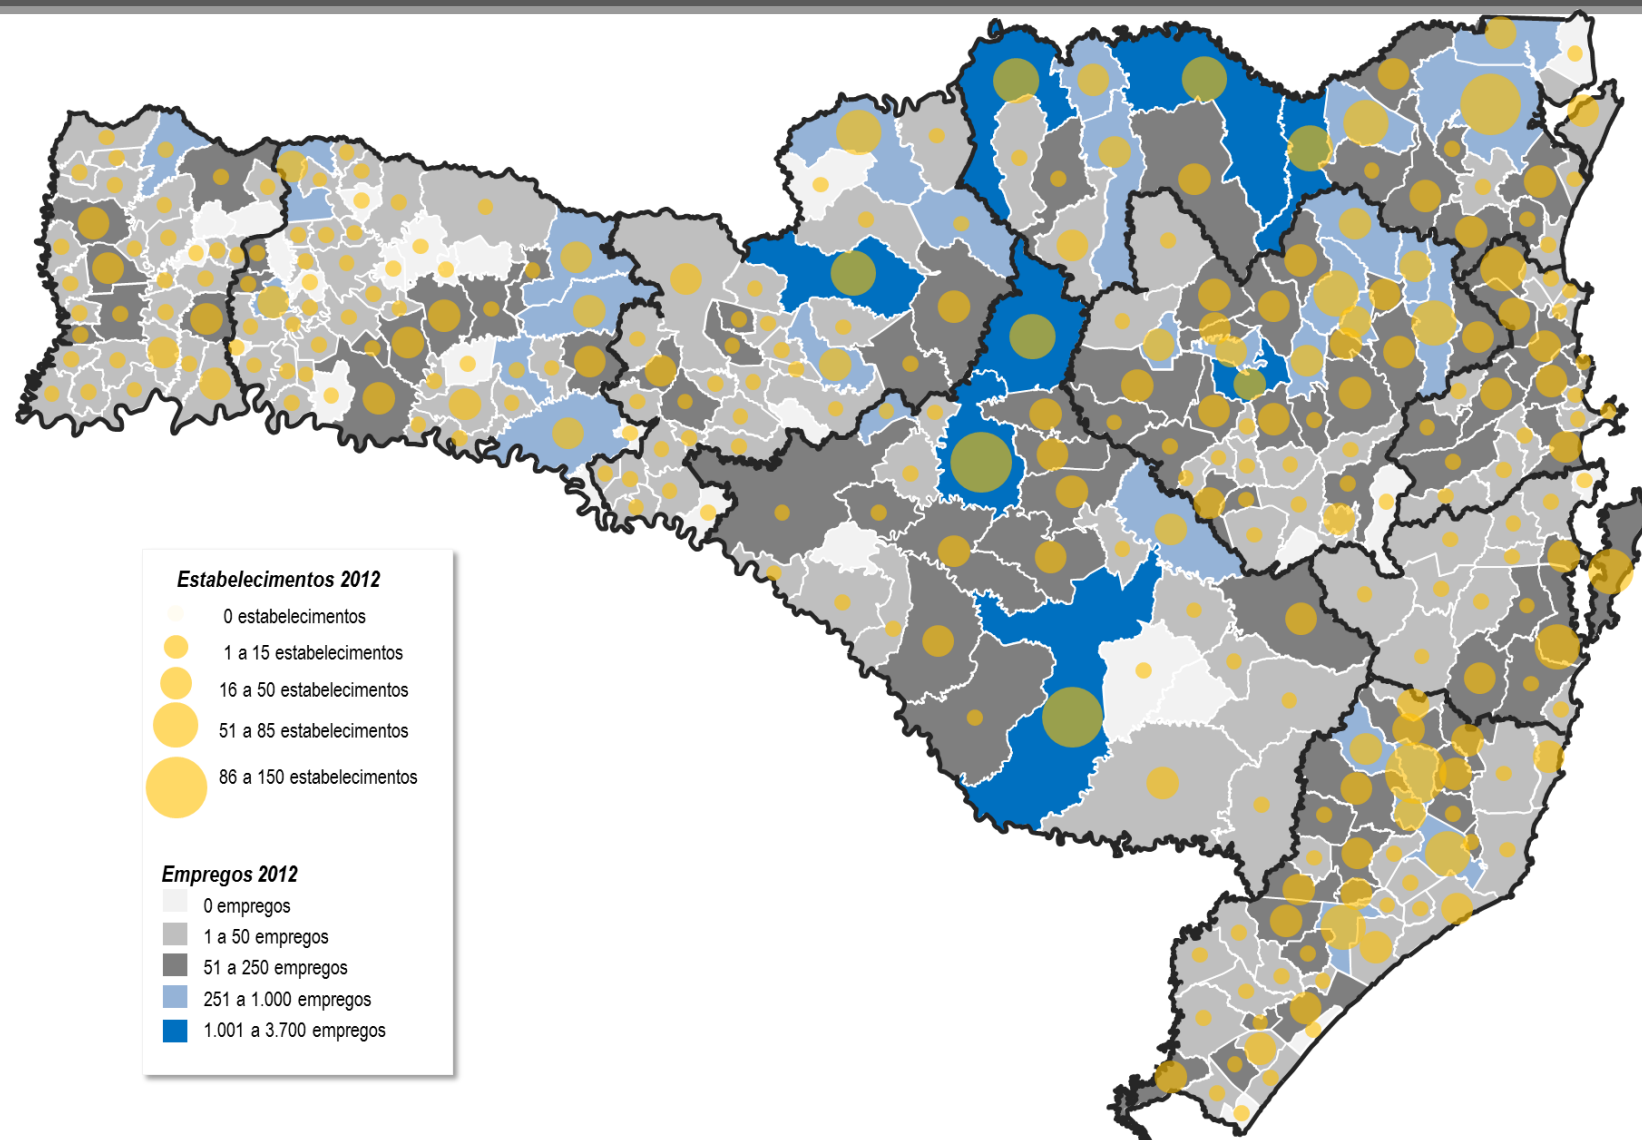 Estabelecimentos 2012
0 estabelecimentos
1 a 15 estabelecimentos
16 a 50 estabelecimentos
51 a 85 estabelecimentos
86 a 150 estabelecimentos
Empregos 2012
0 empregos
1 a 50 empregos
51 a 250 empregos
251 a 1.000 empregos
1.001 a 3.700 empregos